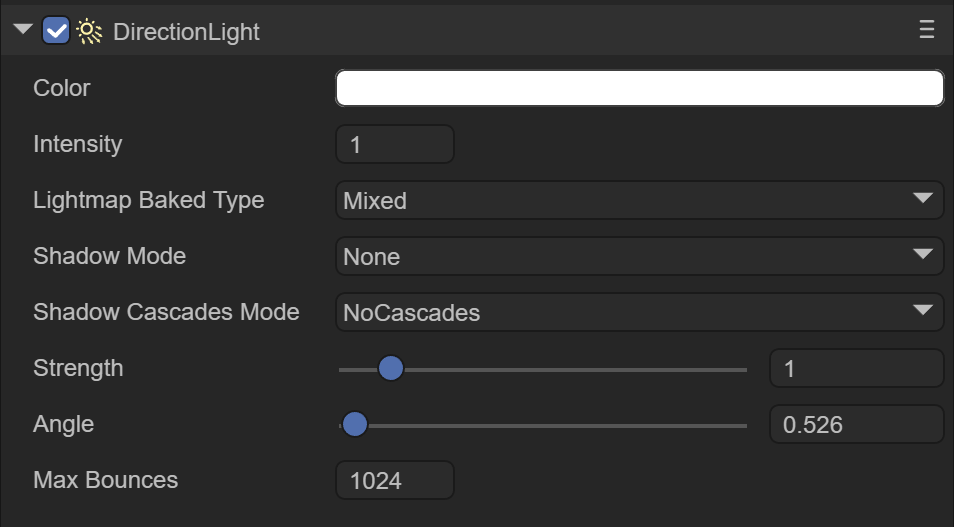 DirectionLight
Color
Intensity 1
Lightmap Baked Type Mixed
Shadow Mode None
Shadow Cascades Mode NoCascades
Strength 1
Angle 0.526
Max Bounces 1024